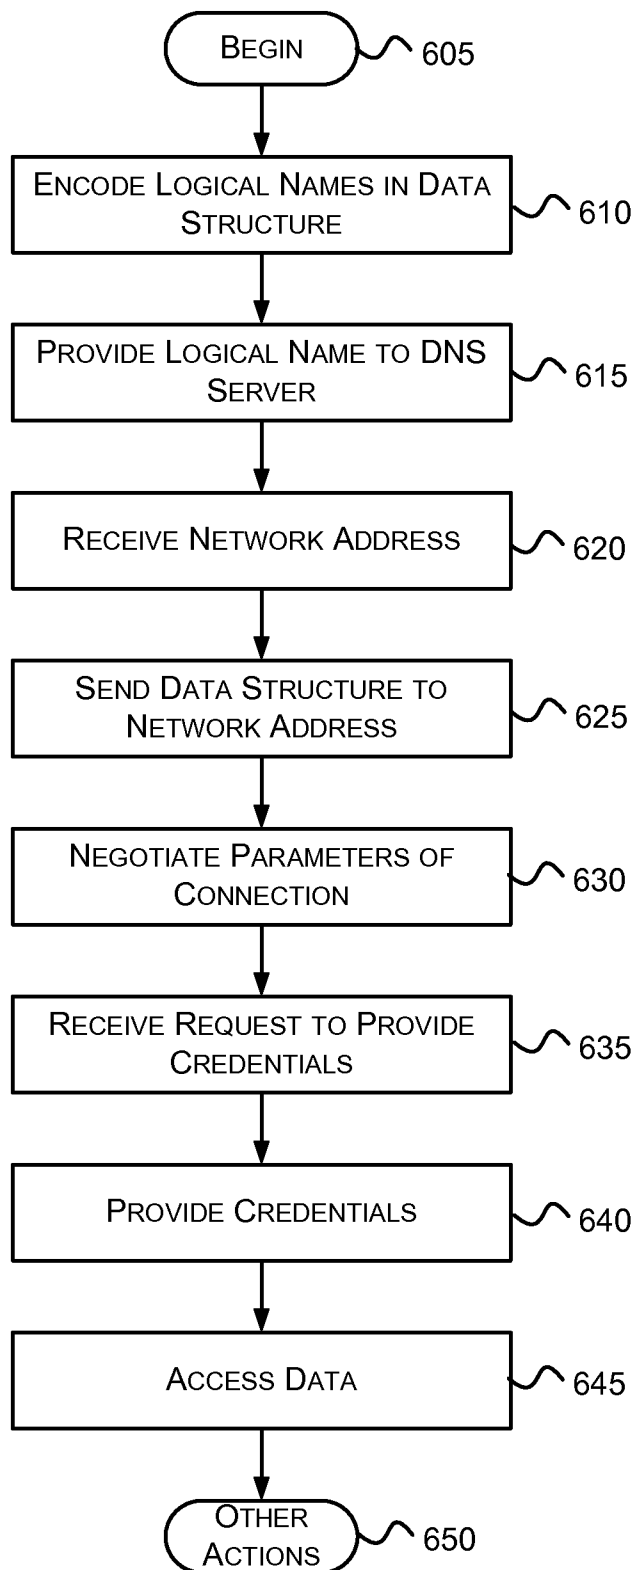 BEGIN
605
ENCODE LOGICAL NAMES IN DATA
STRUCTURE
610
PROVIDE LOGICAL NAME TO DNS
SERVER
615
RECEIVE NETWORK ADDRESS
620
SEND DATA STRUCTURE TO
NETWORK ADDRESS
625
NEGOTIATE PARAMETERS OF
CONNECTION
630
RECEIVE REQUEST TO PROVIDE
CREDENTIALS
635
PROVIDE CREDENTIALS
640
ACCESS DATA
645
OTHER
ACTIONS
650